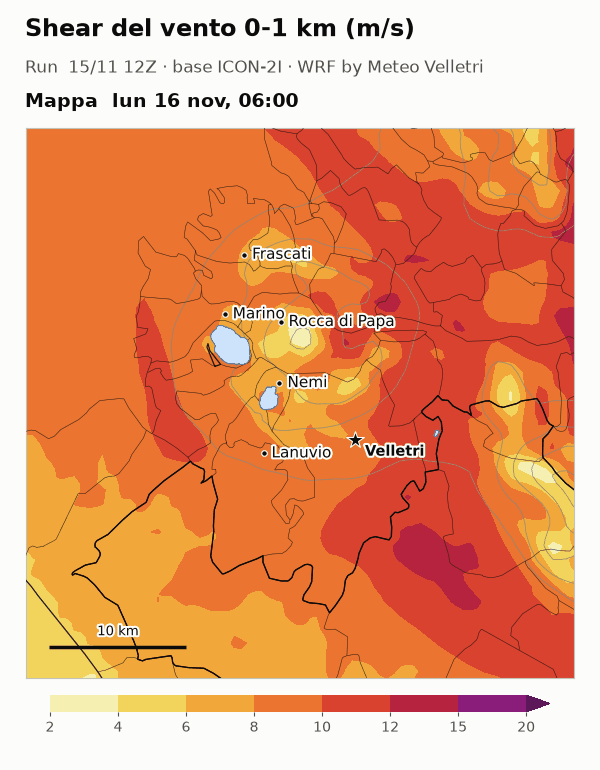 Shear del vento 0-1 km (m/s)
Run  15/11 12Z · base ICON-2I · WRF by Meteo Velletri
Mappa  lun 16 nov, 06:00
Frascati
Marino
Rocca di Papa
Nemi
Velletri
Lanuvio
10 km
2 4 6 8 10 12 15 20